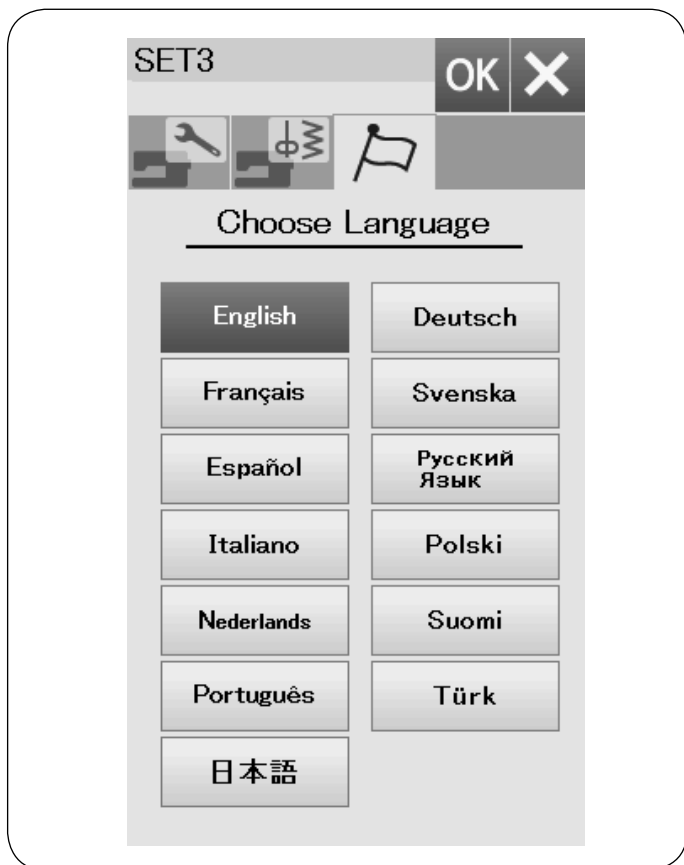 SET3
OK
Choose Language
English
Deutsch
Français
Svenska
Español
Русский
Язык
Italiano
Polski
Nederlands
Suomi
Português
Türk
日本語